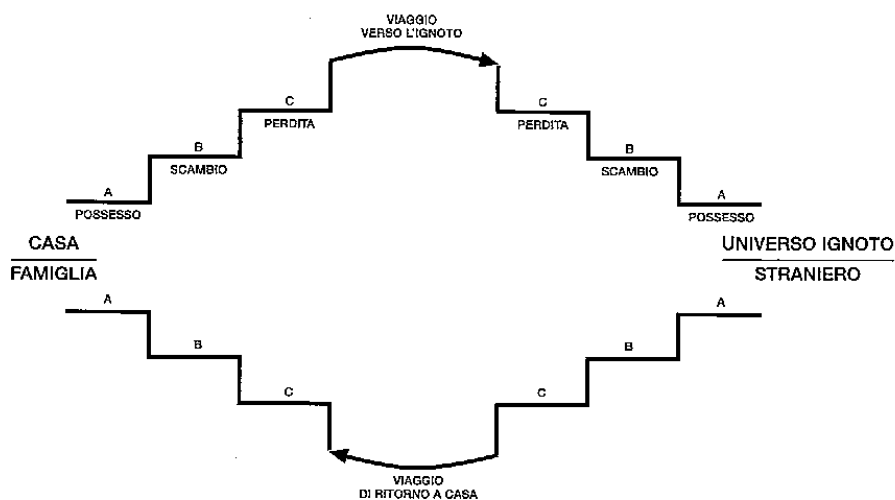 VIAGGIO
VERSO L'IGNOTO
C
PERDITA
C
PERDITA
B
SCAMBIO
B
SCAMBIO
A
POSSESSO
A
POSSESSO
CASA
FAMIGLIA
UNIVERSO IGNOTO
STRANIERO
A
A
B
B
C
C
VIAGGIO
DI RITORNO A CASA